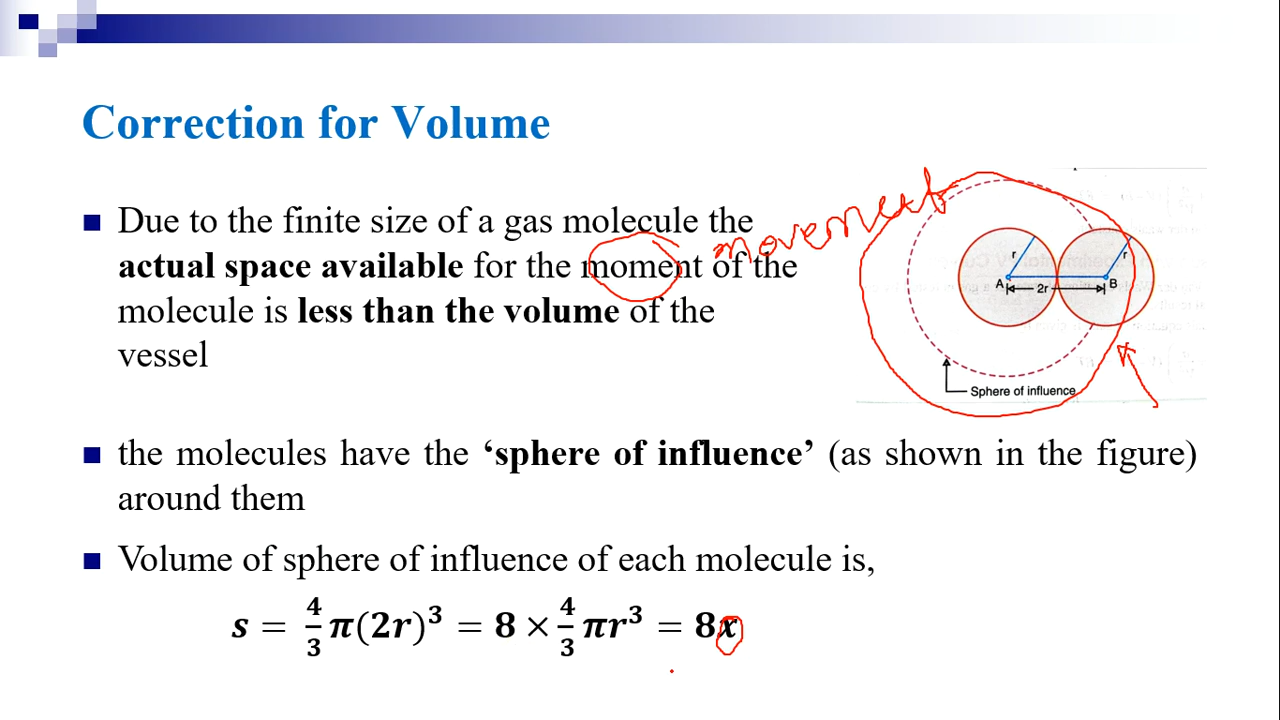 Correction for Volume
■ Due to the finite size of a gas molecule the
actual space available for the moment of the
molecule is less than the volume of the
vessel
movement
r
r
A
2r
B
Sphere of influence
■ the molecules have the ‘sphere of influence’ (as shown in the figure)
around them
■ Volume of sphere of influence of each molecule is,
s = 4/3 π(2r)³ = 8 × 4/3 πr³ = 8x